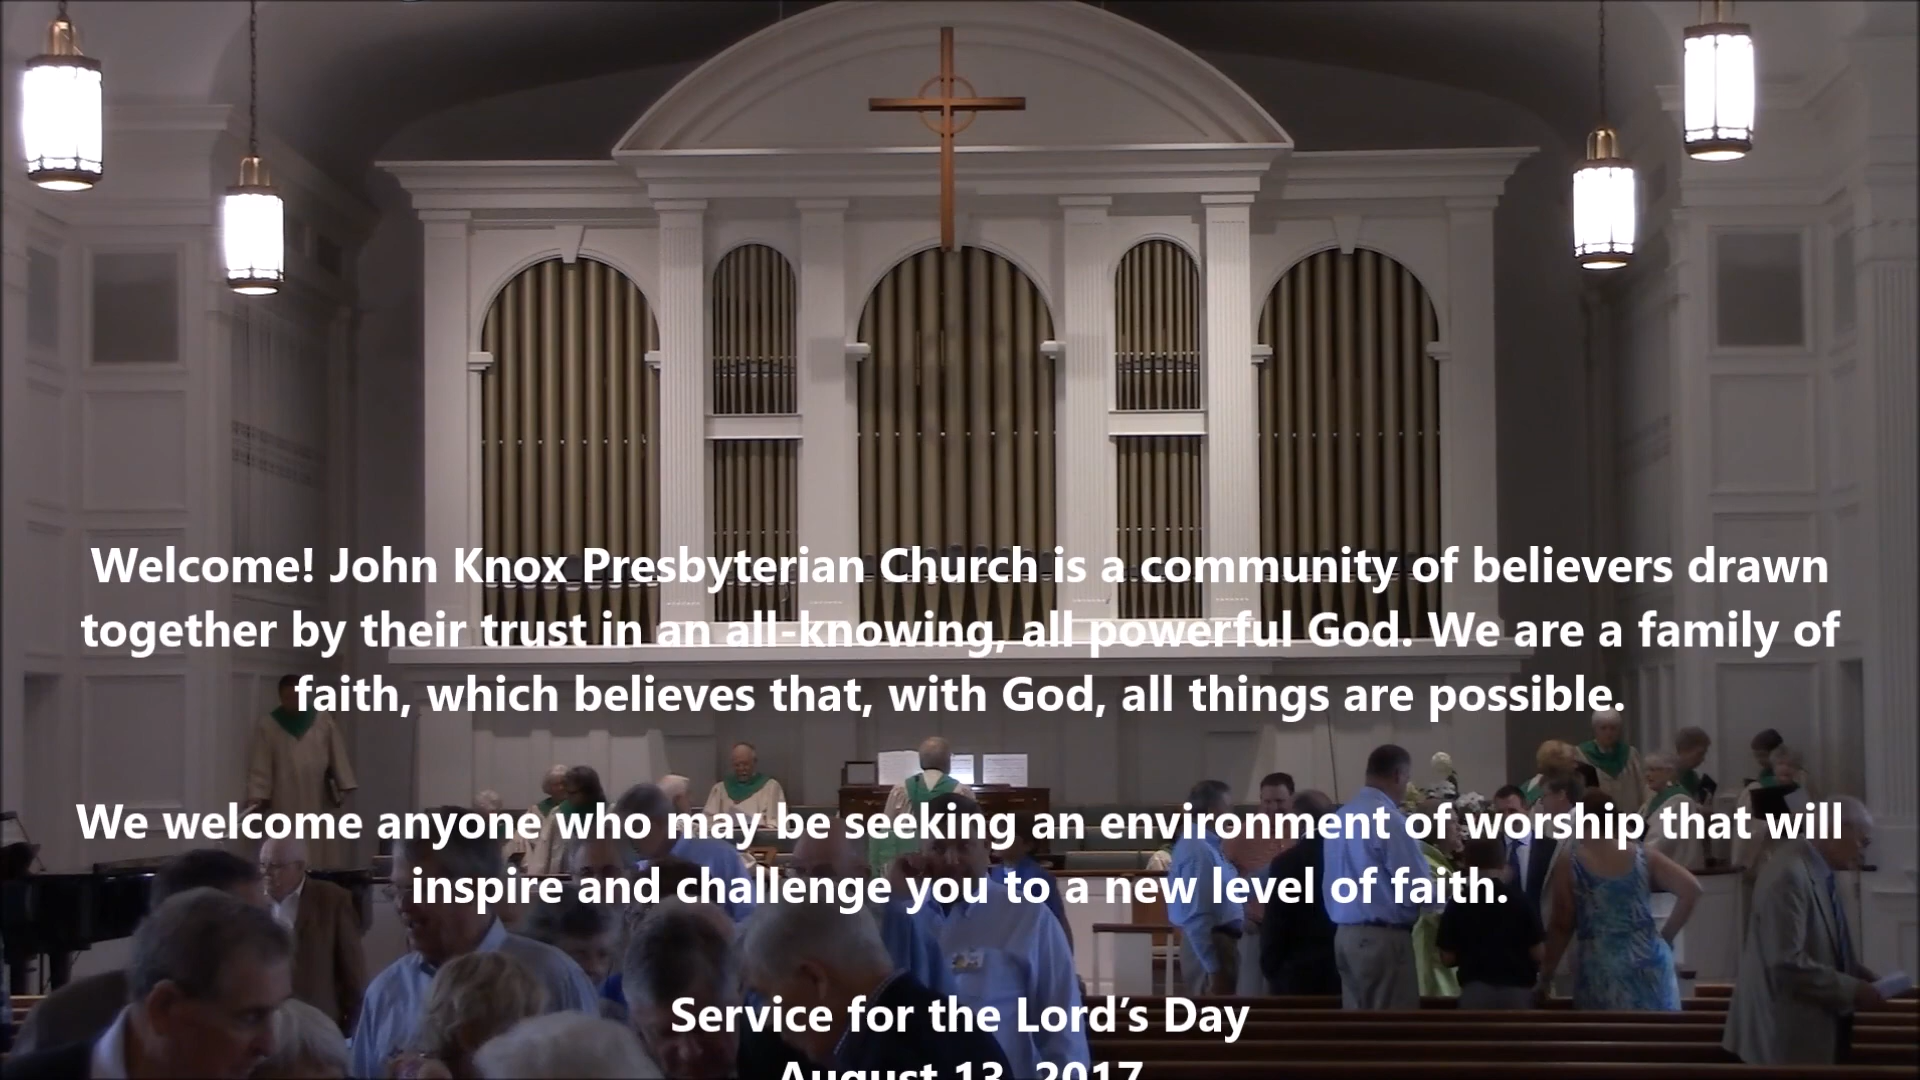 Welcome! John Knox Presbyterian Church is a community of believers drawn
together by their trust in an all-knowing, all powerful God. We are a family of
faith, which believes that, with God, all things are possible.
We welcome anyone who may be seeking an environment of worship that will
inspire and challenge you to a new level of faith.
Service for the Lord’s Day
August 13, 2017